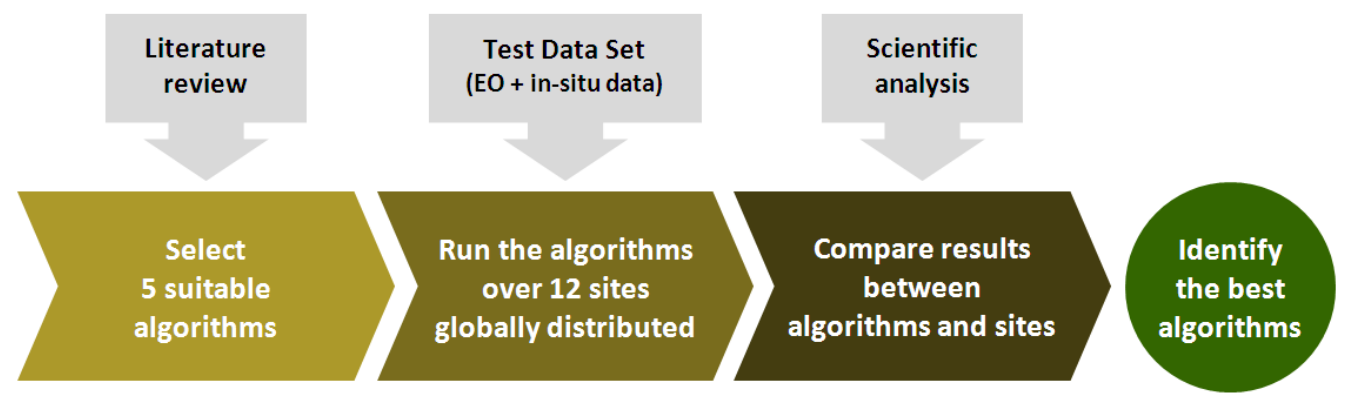 Literature
review
Test Data Set
(EO + in-situ data)
Scientific
analysis
Select
5 suitable
algorithms
Run the algorithms
over 12 sites
globally distributed
Compare results
between
algorithms and sites
Identify
the best
algorithms